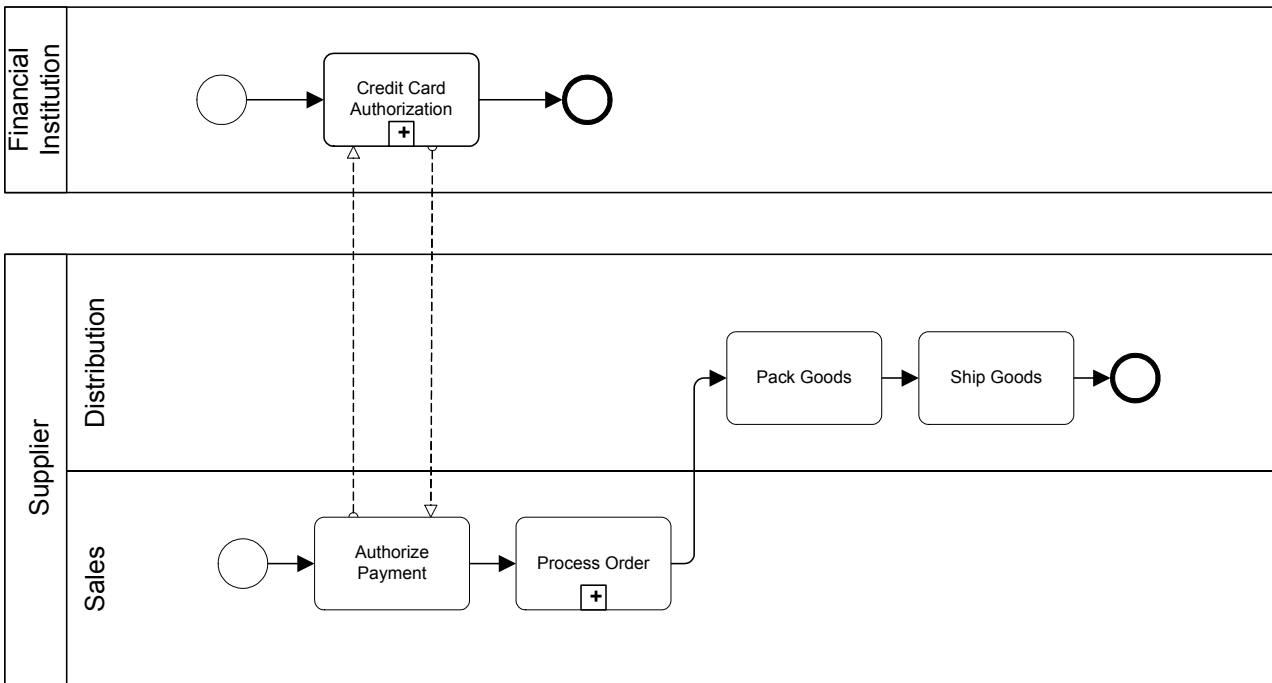 Financial
Institution
Credit Card
Authorization
+
Supplier
Distribution
Pack Goods
Ship Goods
Sales
Authorize
Payment
Process Order
+